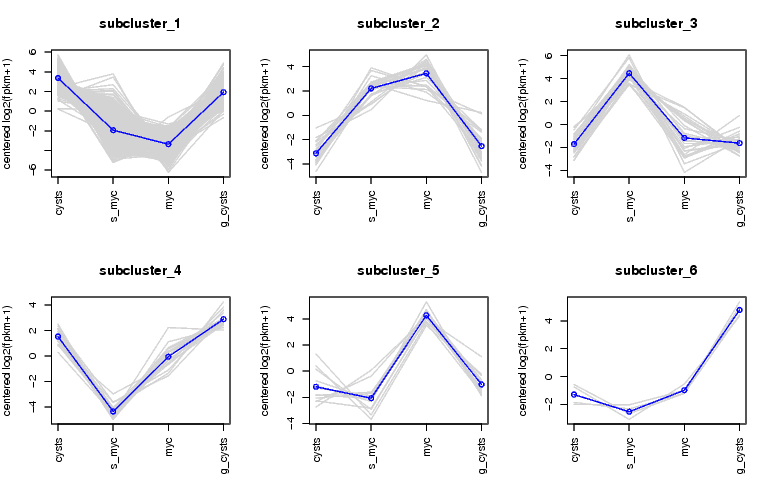 subcluster_1
centered log2(fpkm+1)
6
4
2
0
−2
−6
cysts
s_myc
myc
g_cysts
subcluster_2
centered log2(fpkm+1)
4
2
0
−2
−4
cysts
s_myc
myc
g_cysts
subcluster_3
centered log2(fpkm+1)
6
4
2
0
−2
−4
cysts
s_myc
myc
g_cysts
subcluster_4
centered log2(fpkm+1)
4
2
0
−2
−4
cysts
s_myc
myc
g_cysts
subcluster_5
centered log2(fpkm+1)
4
2
0
−2
−4
cysts
s_myc
myc
g_cysts
subcluster_6
centered log2(fpkm+1)
4
2
0
−2
cysts
s_myc
myc
g_cysts